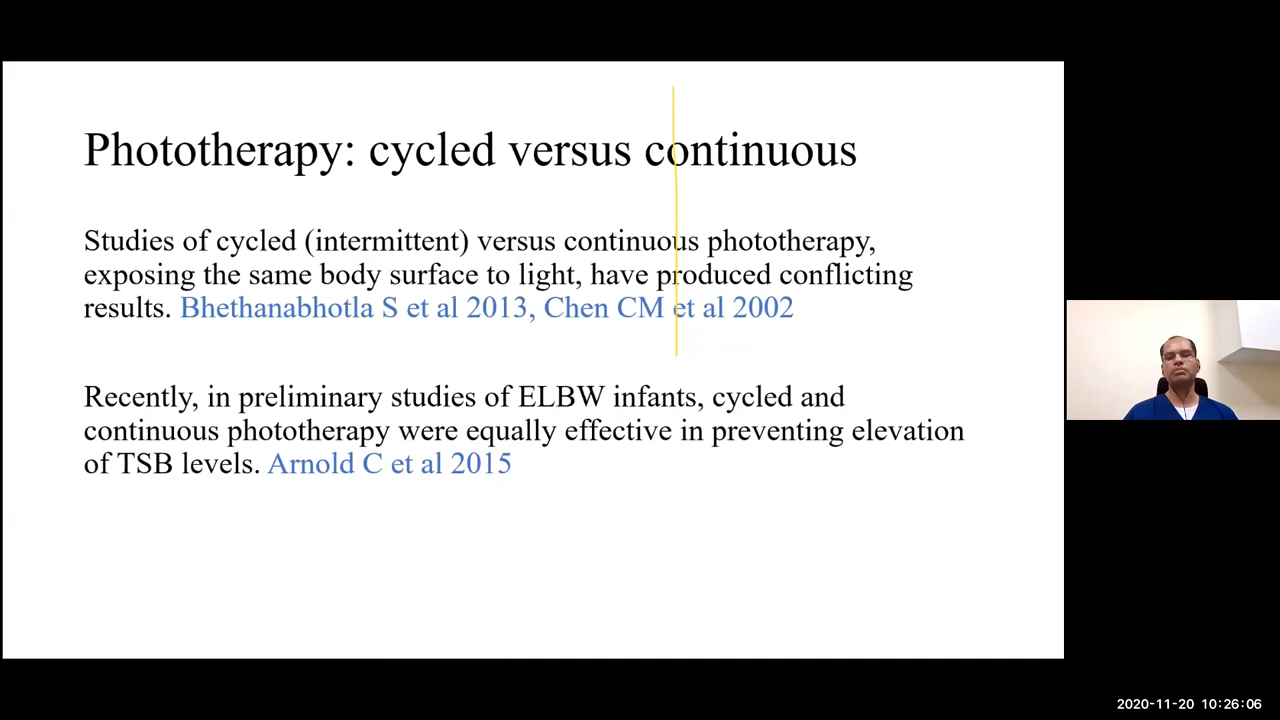 Phototherapy: cycled versus continuous
Studies of cycled (intermittent) versus continuous phototherapy,
exposing the same body surface to light, have produced conflicting
results. Bhethanabhotla S et al 2013, Chen CM et al 2002
Recently, in preliminary studies of ELBW infants, cycled and
continuous phototherapy were equally effective in preventing elevation
of TSB levels. Arnold C et al 2015
2020-11-20 10:26:06